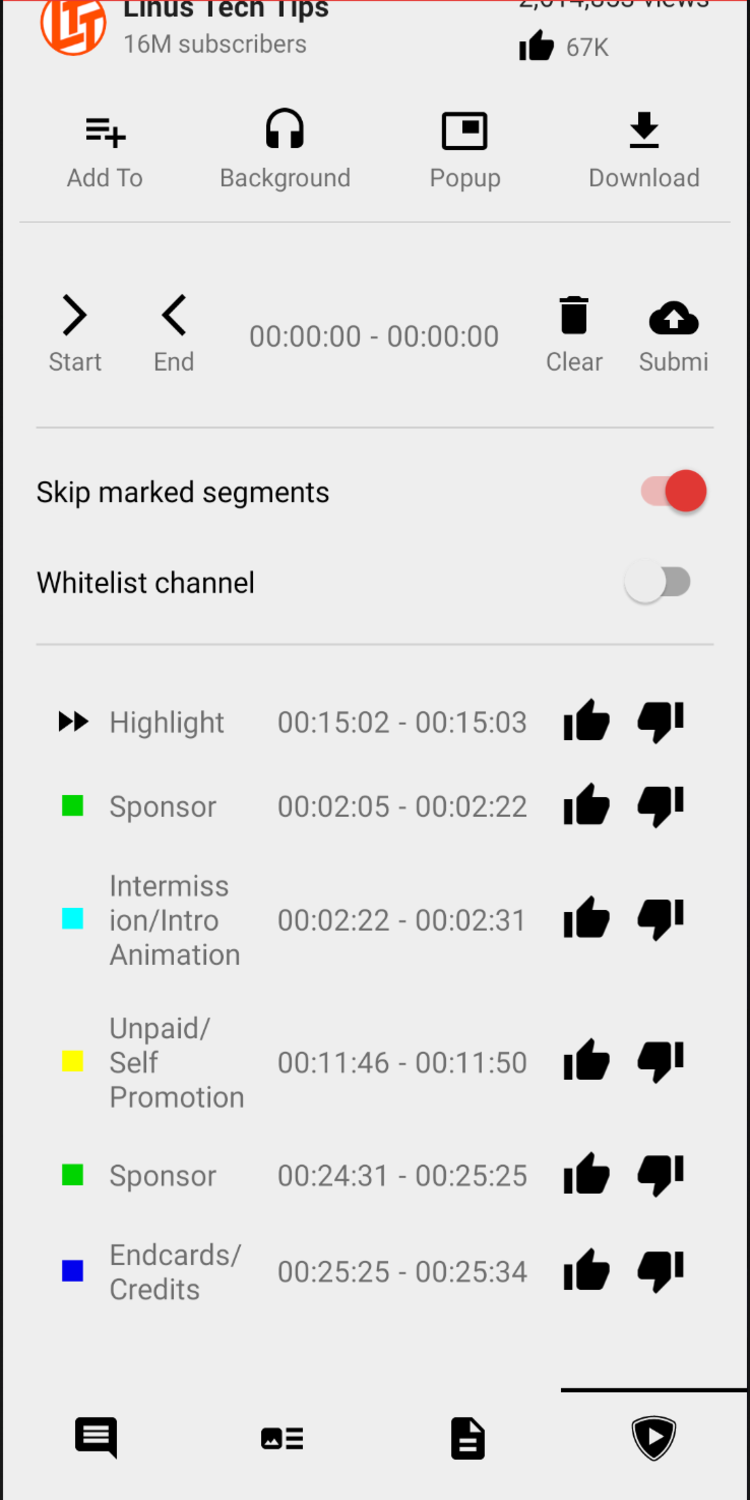 Linus Tech Tips
16M subscribers
views
67K
Add To
Background
Popup
Download
Start
End
00:00:00 - 00:00:00
Clear
Submi
Skip marked segments
Whitelist channel
Highlight
00:15:02 - 00:15:03
Sponsor
00:02:05 - 00:02:22
Intermiss
ion/Intro
Animation
00:02:22 - 00:02:31
Unpaid/
Self
Promotion
00:11:46 - 00:11:50
Sponsor
00:24:31 - 00:25:25
Endcards/
Credits
00:25:25 - 00:25:34